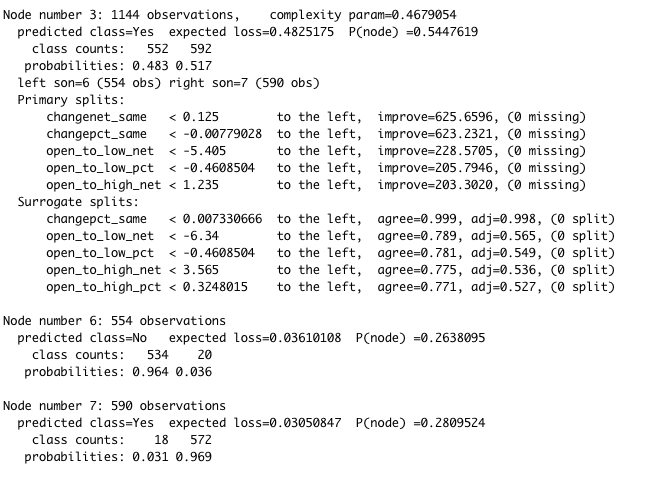 Node number 3: 1144 observations,    complexity param=0.4679054
  predicted class=Yes  expected loss=0.4825175  P(node) =0.5447619
    class counts:   552   592
   probabilities: 0.483 0.517
  left son=6 (554 obs) right son=7 (590 obs)
  Primary splits:
      changenet_same   < 0.125        to the left,  improve=625.6596, (0 missing)
      changepct_same   < -0.00779028  to the left,  improve=623.2321, (0 missing)
      open_to_low_net  < -5.405       to the left,  improve=228.5705, (0 missing)
      open_to_low_pct  < -0.4608504   to the left,  improve=205.7946, (0 missing)
      open_to_high_net < 1.235        to the left,  improve=203.3020, (0 missing)
  Surrogate splits:
      changepct_same   < 0.007330666  to the left,  agree=0.999, adj=0.998, (0 split)
      open_to_low_net  < -6.34        to the left,  agree=0.789, adj=0.565, (0 split)
      open_to_low_pct  < -0.4608504   to the left,  agree=0.781, adj=0.549, (0 split)
      open_to_high_net < 3.565        to the left,  agree=0.775, adj=0.536, (0 split)
      open_to_high_pct < 0.3248015    to the left,  agree=0.771, adj=0.527, (0 split)

Node number 6: 554 observations
  predicted class=No   expected loss=0.03610108  P(node) =0.2638095
    class counts:   534    20
   probabilities: 0.964 0.036

Node number 7: 590 observations
  predicted class=Yes  expected loss=0.03050847  P(node) =0.2809524
    class counts:    18   572
   probabilities: 0.031 0.969